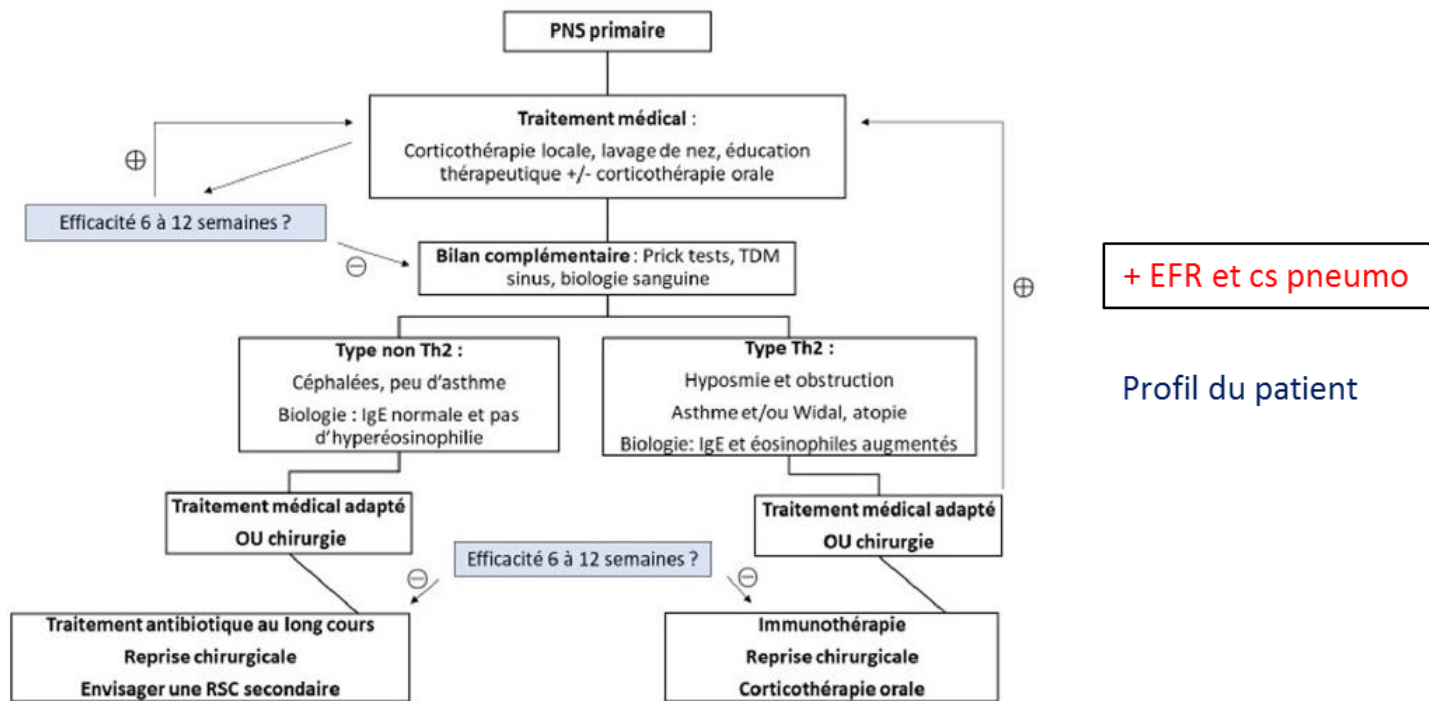 PNS primaire
Traitement médical :
Corticothérapie locale, lavage de nez, éducation
thérapeutique +/- corticothérapie orale
⊕
Efficacité 6 à 12 semaines ?
⊖
Bilan complémentaire : Prick tests, TDM
sinus, biologie sanguine
⊕
+ EFR et cs pneumo
Profil du patient
Type non Th2 :
Céphalées, peu d'asthme
Biologie : IgE normale et pas
d'hyperéosinophilie
Type Th2 :
Hyposmie et obstruction
Asthme et/ou Widal, atopie
Biologie: IgE et éosinophiles augmentés
Traitement médical adapté
OU chirurgie
Traitement médical adapté
OU chirurgie
Efficacité 6 à 12 semaines ?
⊖
⊖
Traitement antibiotique au long cours
Reprise chirurgicale
Envisager une RSC secondaire
Immunothérapie
Reprise chirurgicale
Corticothérapie orale